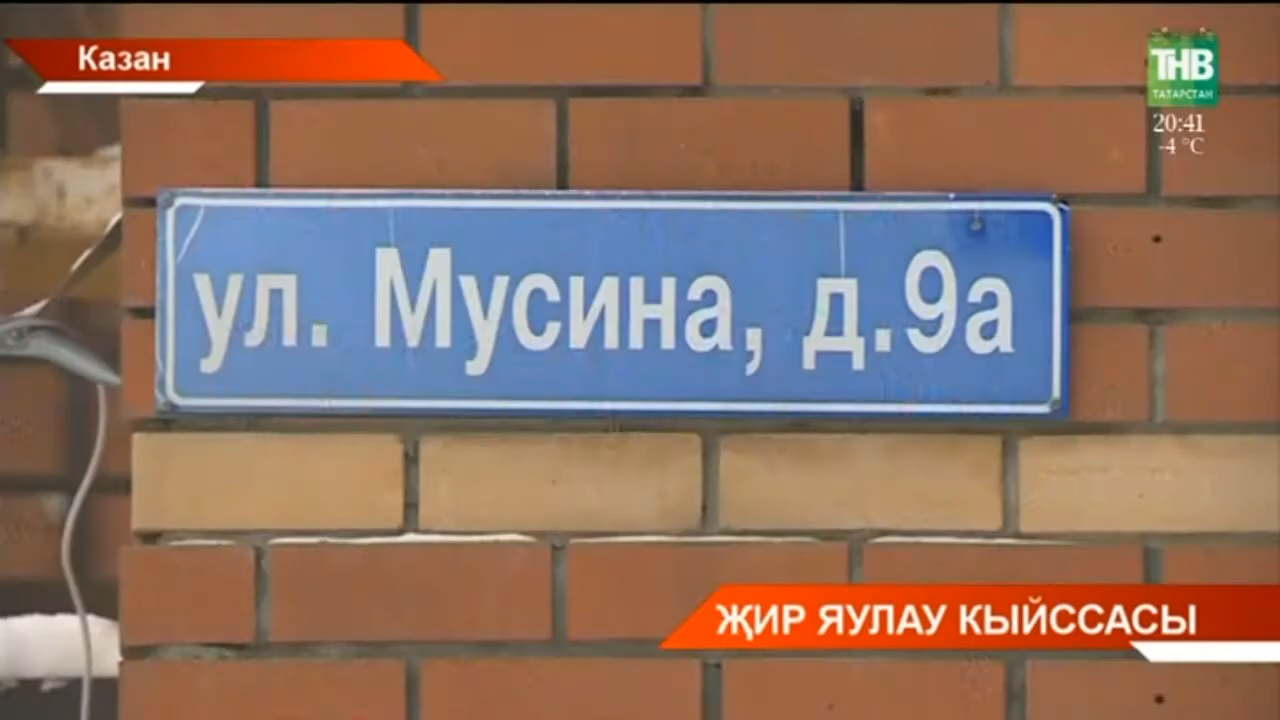 Казан
ТНВ
ТАТАРСТАН
20:41
-4 °C
ул. Мусина, д.9а
ҖИР ЯУЛАУ КЫЙССАСЫ